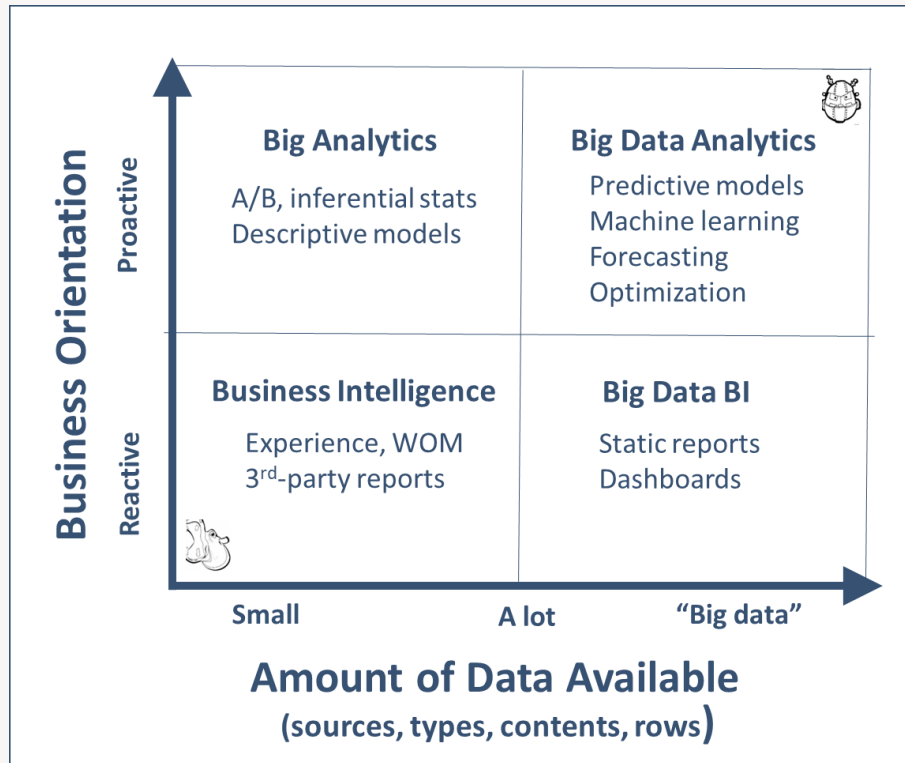 Business Orientation
Proactive
Reactive
Big Analytics
A/B, inferential stats
Descriptive models
Big Data Analytics
Predictive models
Machine learning
Forecasting
Optimization
Business Intelligence
Experience, WOM
3rd-party reports
Big Data BI
Static reports
Dashboards
Small
A lot
“Big data”
Amount of Data Available
(sources, types, contents, rows)